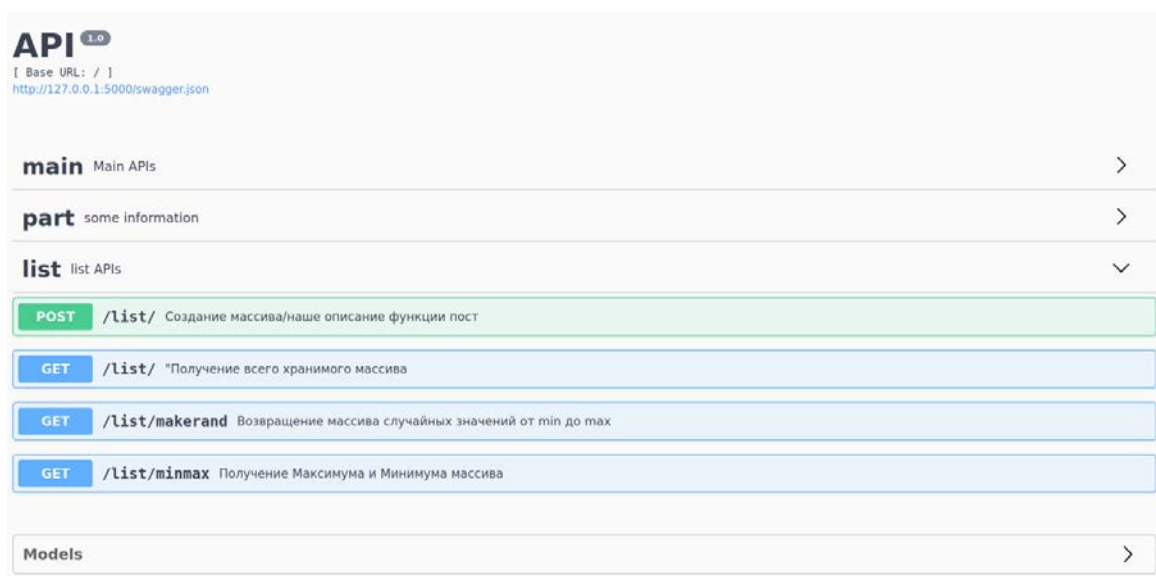 API 1.0
[ Base URL: / ]
http://127.0.0.1:5000/swagger.json
main Main APIs
part some information
list list APIs
POST /list/ Создание массива/наше описание функции пост
GET /list/ "Получение всего хранимого массива
GET /list/makerand Возвращение массива случайных значений от min до max
GET /list/minmax Получение Максимума и Минимума массива
Models